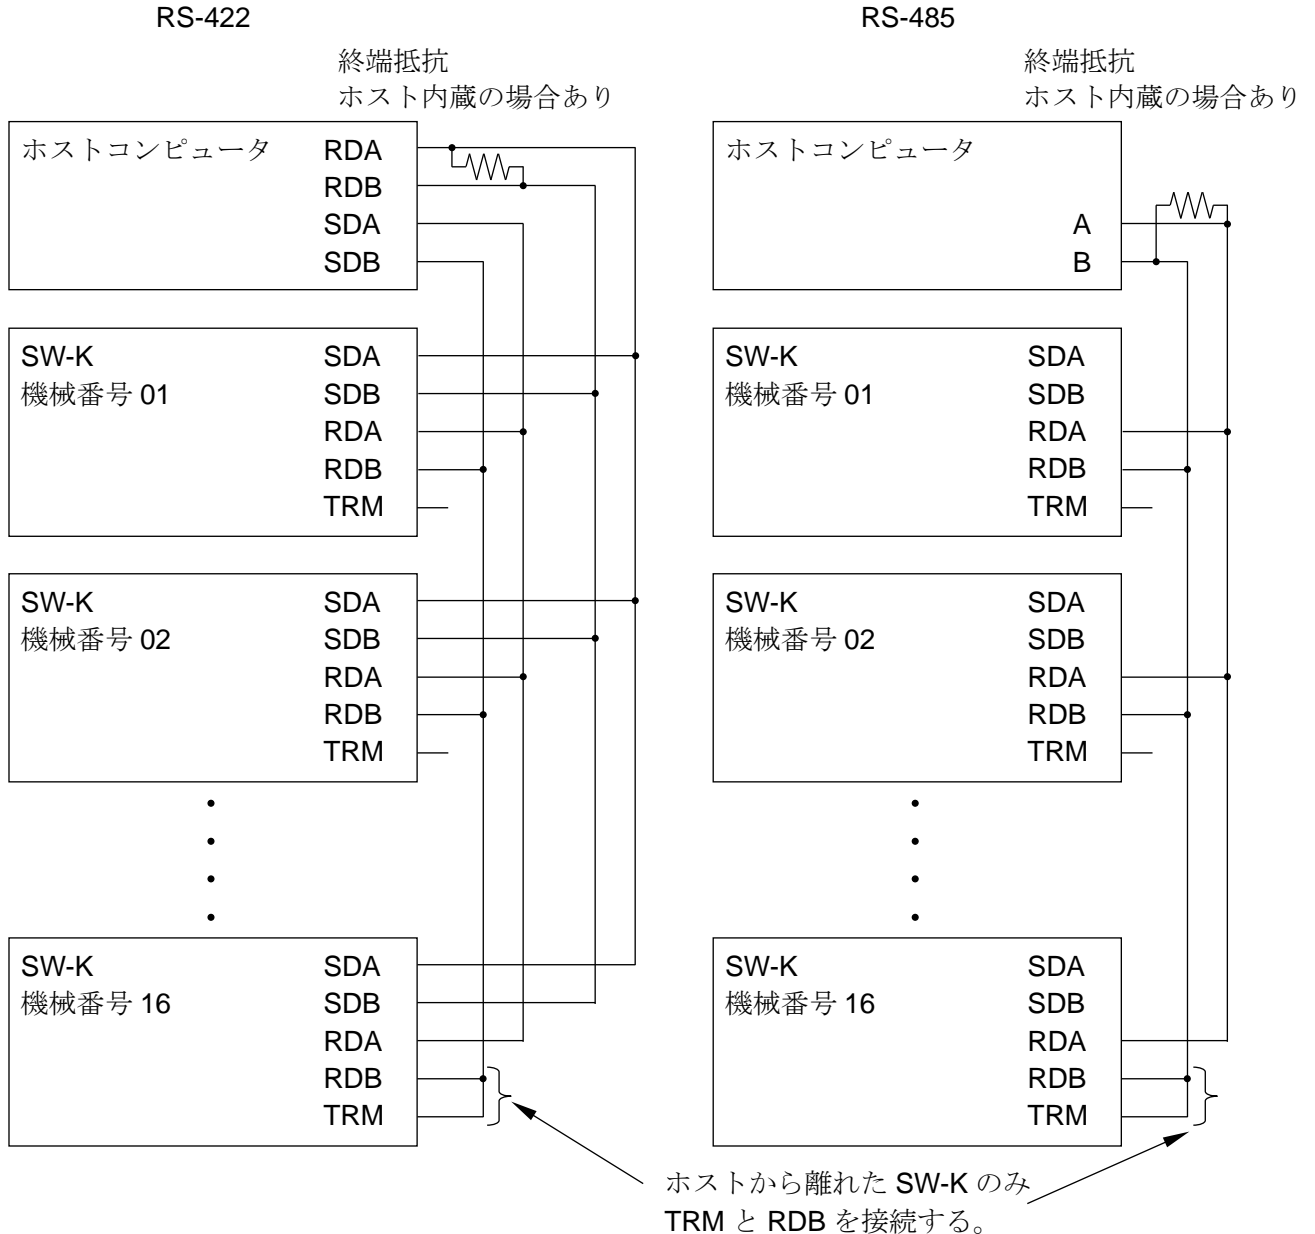 RS-422
終端抵抗
ホスト内蔵の場合あり
ホストコンピュータ RDA
RDB
SDA
SDB
SW-K SDA
機械番号 01 SDB
RDA
RDB
TRM
SW-K SDA
機械番号 02 SDB
RDA
RDB
TRM
SW-K SDA
機械番号 16 SDB
RDA
RDB
TRM
RS-485
終端抵抗
ホスト内蔵の場合あり
ホストコンピュータ
A
B
SW-K SDA
機械番号 01 SDB
RDA
RDB
TRM
SW-K SDA
機械番号 02 SDB
RDA
RDB
TRM
SW-K SDA
機械番号 16 SDB
RDA
RDB
TRM
ホストから離れた SW-K のみ
TRM と RDB を接続する。